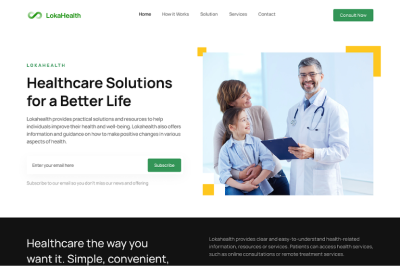 LokaHealth
Home
How it Works
Solution
Services
Contact
Consult Now
LOKAHEALTH
Healthcare Solutions
for a Better Life
Lokahealth provides practical solutions and resources to help
individuals improve their health and well-being. Lokahealth also offers
information and guidance on how to make positive changes in various
aspects of health.
Enter your email here
Subscribe
Subscribe to our email so you don't miss our news and offering
Healthcare the way you
want it. Simple, convenient,
Lokahealth provides clear and easy-to-understand health-related
information, resources or services. Patients can access health services,
such as online consultations or remote treatment services.